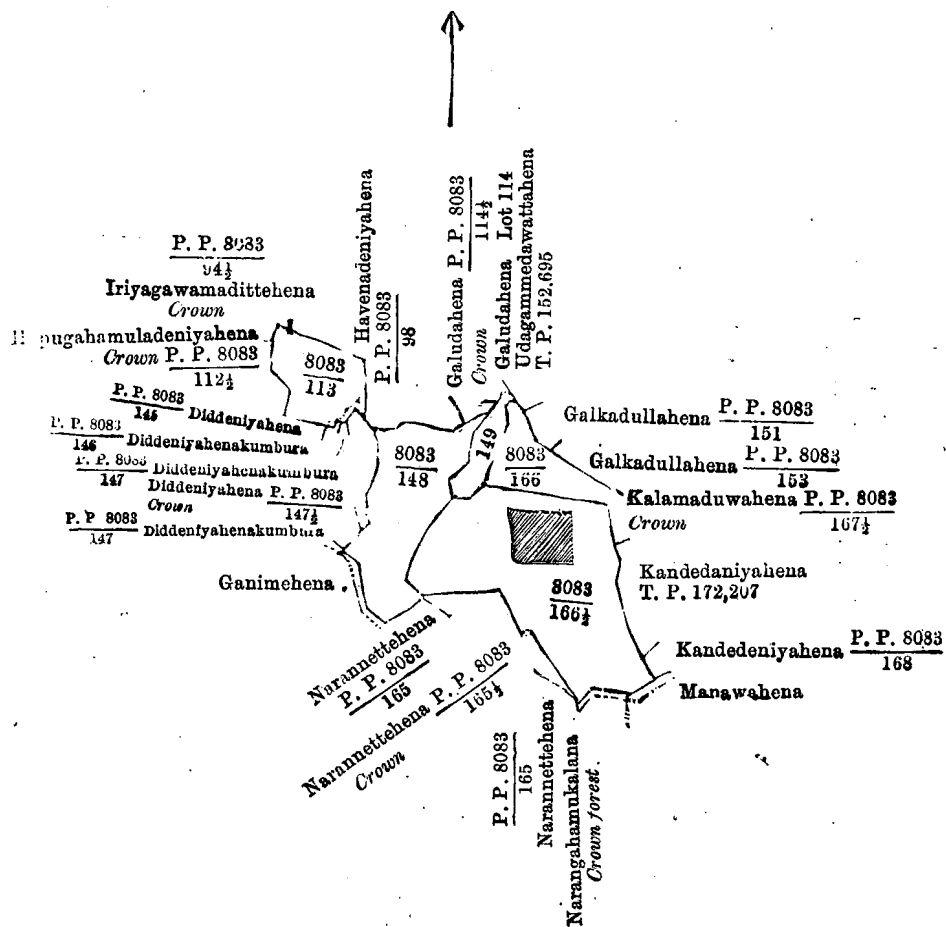 P. P. 8083
94½
Iriyagawamadittehena
Crown
pugahamuladeniyahena
Crown P. P. 8083
112½
P. P. 8083
145 Diddeniyahena
P. P. 8083
146 Diddeniyahenakumbura
P. P. 8083
147 Diddeniyahenakumbura
Diddeniyahena P. P. 8083
147½
Crown
P. P. 8083
147 Diddeniyahenakumbura
Ganimehena
8083
113
Havenadeniyahena
P. P. 8083
98
Galudahena P. P. 8083
114½
Crown
Galudahena Lot 114
Udagammedawattahena
T. P. 152,695
8083
148
149
8083
166
Galkadullahena P. P. 8083
151
Galkadullahena P. P. 8083
153
Kalamaduwahena P. P. 8083
167½
Crown
Kandedaniyahena
T. P. 172,207
8083
166½
Kandedeniyahena P. P. 8083
168
Manawahena
Narannettehena
P. P. 8083
165
Narannettehena P. P. 8083
165½
Crown
P. P. 8083
165
Narannettehena
Narangahamukalana
Crown forest.